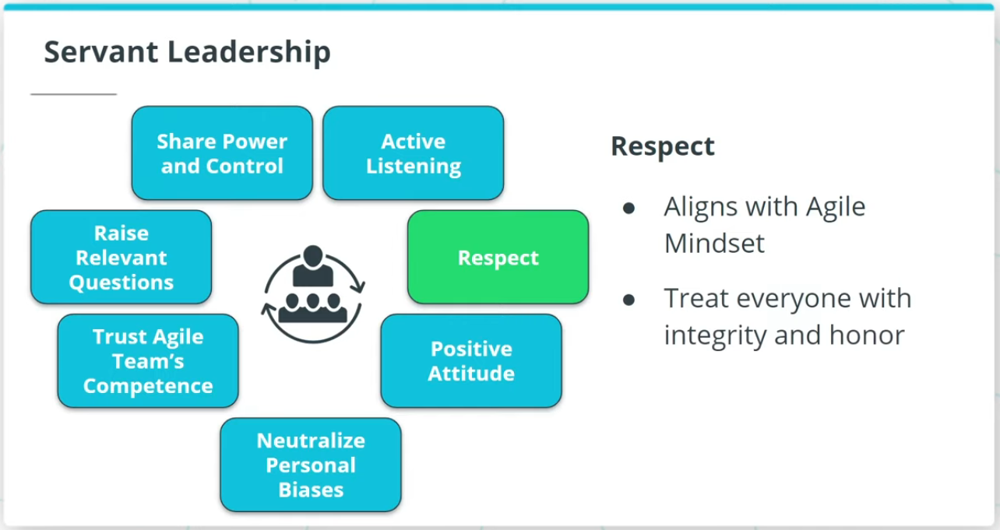 Servant Leadership
Share Power
and Control
Active
Listening
Raise
Relevant
Questions
Respect
Trust Agile
Team’s
Competence
Positive
Attitude
Neutralize
Personal
Biases
Respect
● Aligns with Agile
Mindset
● Treat everyone with
integrity and honor